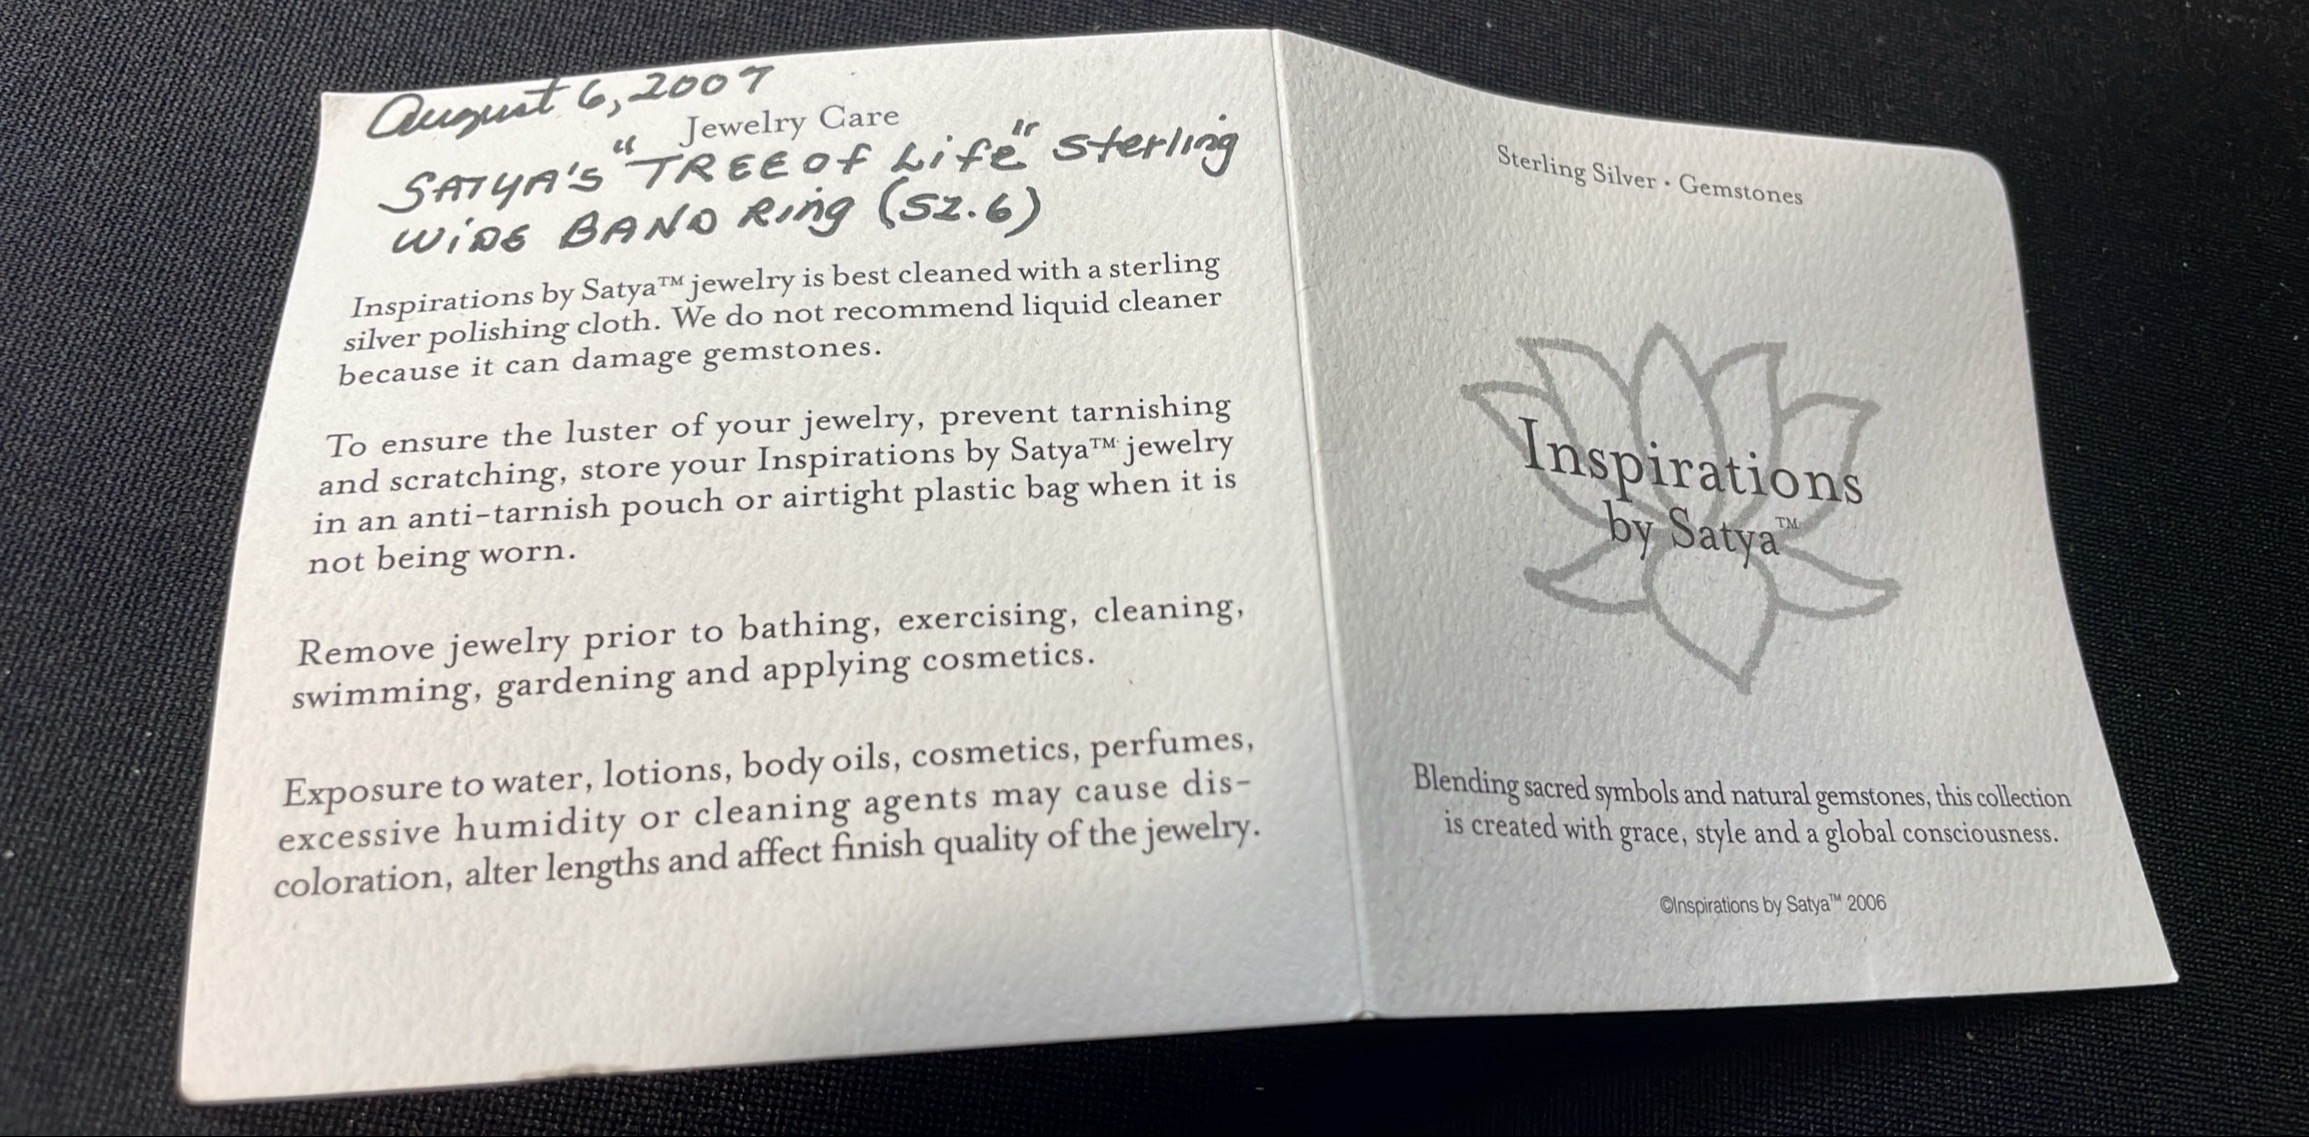 August 6, 2007
Jewelry Care
SATYA'S "TREE OF Life" Sterling
WIDE BAND Ring (SZ.6)
Inspirations by Satya™ jewelry is best cleaned with a sterling
silver polishing cloth. We do not recommend liquid cleaner
because it can damage gemstones.
To ensure the luster of your jewelry, prevent tarnishing
and scratching, store your Inspirations by Satya™ jewelry
in an anti-tarnish pouch or airtight plastic bag when it is
not being worn.
Remove jewelry prior to bathing, exercising, cleaning,
swimming, gardening and applying cosmetics.
Exposure to water, lotions, body oils, cosmetics, perfumes,
excessive humidity or cleaning agents may cause dis-
coloration, alter lengths and affect finish quality of the jewelry.
Sterling Silver • Gemstones
Inspirations
by Satya™
Blending sacred symbols and natural gemstones, this collection
is created with grace, style and a global consciousness.
©Inspirations by Satya™ 2006